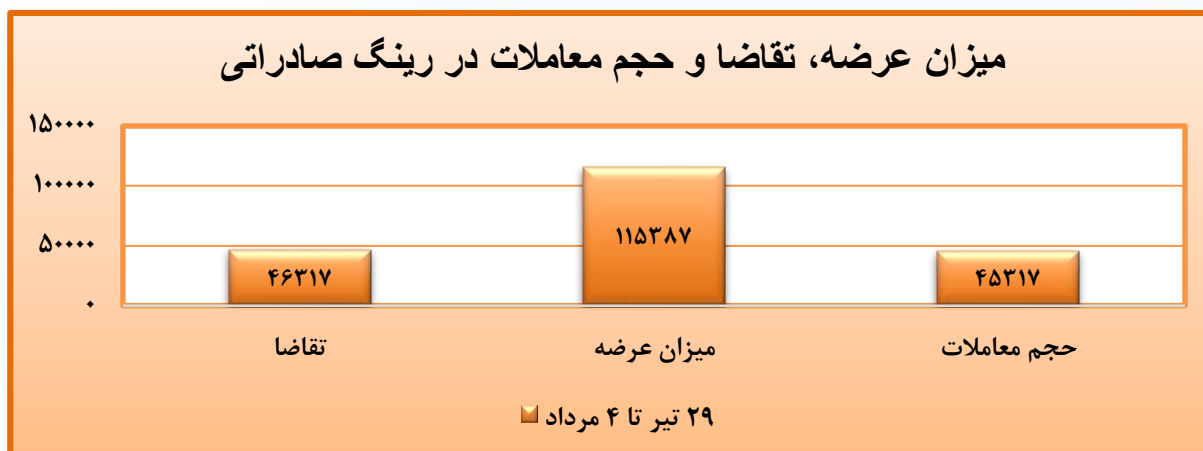 میزان عرضه، تقاضا و حجم معاملات در رینگ صادراتی
۱۵۰۰۰۰
۱۰۰۰۰۰
۵۰۰۰۰
۰
۴۶۳۱۷
۱۱۵۳۸۷
۴۵۳۱۷
تقاضا
میزان عرضه
حجم معاملات
۲۹ تیر تا ۴ مرداد